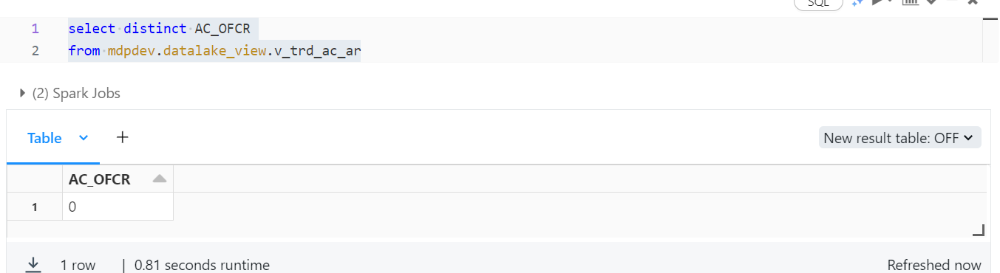 SQL
1 select distinct AC_OFCR
2 from mdpdev.datalake_view.v_trd_ac_ar
(2) Spark Jobs
Table +
New result table: OFF
AC_OFCR
1 0
1 row | 0.81 seconds runtime
Refreshed now